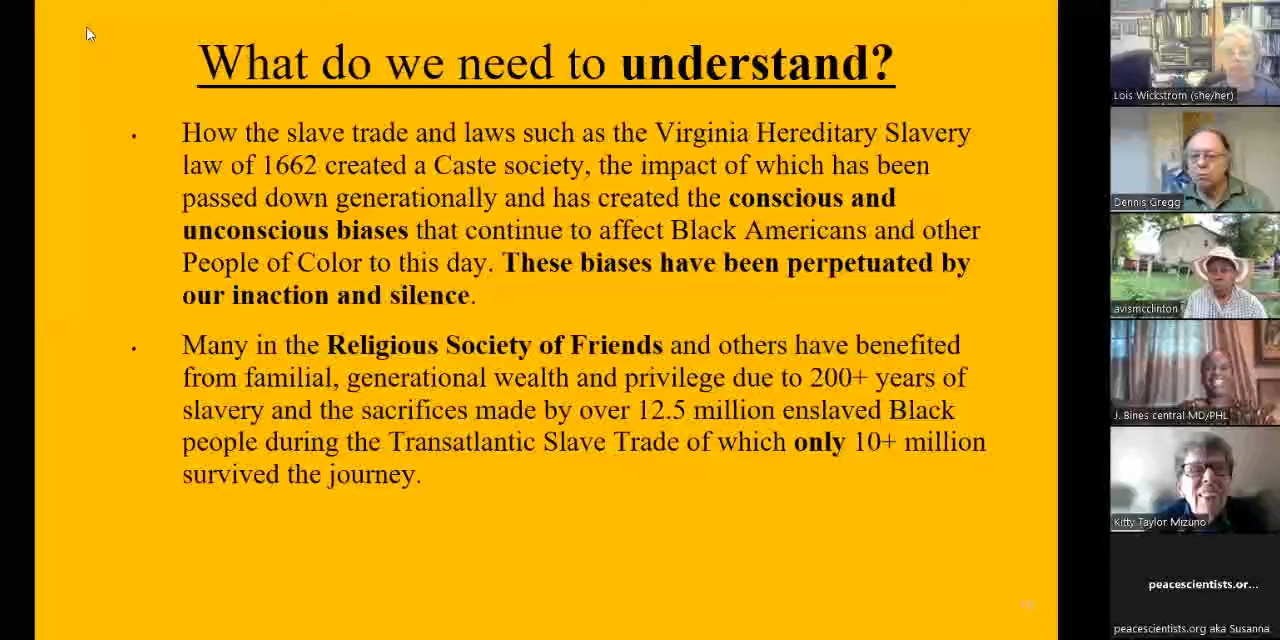 What do we need to understand?
How the slave trade and laws such as the Virginia Hereditary Slavery
law of 1662 created a Caste society, the impact of which has been
passed down generationally and has created the conscious and
unconscious biases that continue to affect Black Americans and other
People of Color to this day. These biases have been perpetuated by
our inaction and silence.
Many in the Religious Society of Friends and others have benefited
from familial, generational wealth and privilege due to 200+ years of
slavery and the sacrifices made by over 12.5 million enslaved Black
people during the Transatlantic Slave Trade of which only 10+ million
survived the journey.
Lois Wickstrom (she/her)
Dennis Gregg
avismcclinton
J. Bines central MD/PHL
Kitty Taylor Mizuno
peacescientists.or...
peacescientists.org aka Susanna